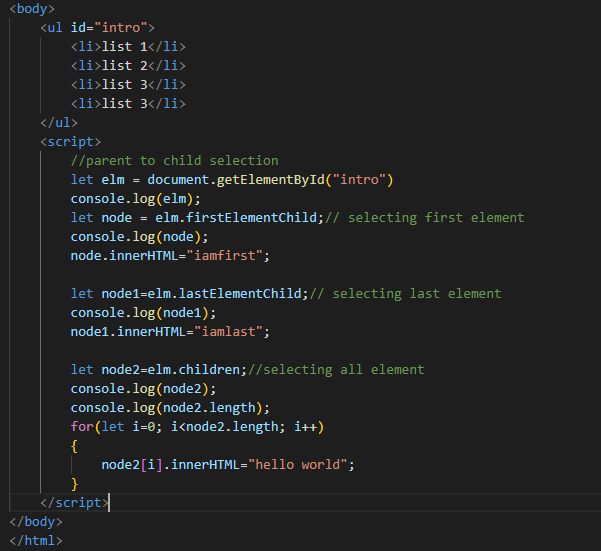 <body>
<ul id="intro">
<li>list 1</li>
<li>list 2</li>
<li>list 3</li>
<li>list 3</li>
</ul>
<script>
//parent to child selection
let elm = document.getElementById("intro")
console.log(elm);
let node = elm.firstElementChild;// selecting first element
console.log(node);
node.innerHTML="iamfirst";
let node1=elm.lastElementChild;// selecting last element
console.log(node1);
node1.innerHTML="iamlast";
let node2=elm.children;//selecting all element
console.log(node2);
console.log(node2.length);
for(let i=0; i<node2.length; i++)
{
node2[i].innerHTML="hello world";
}
</script>
</body>
</html>